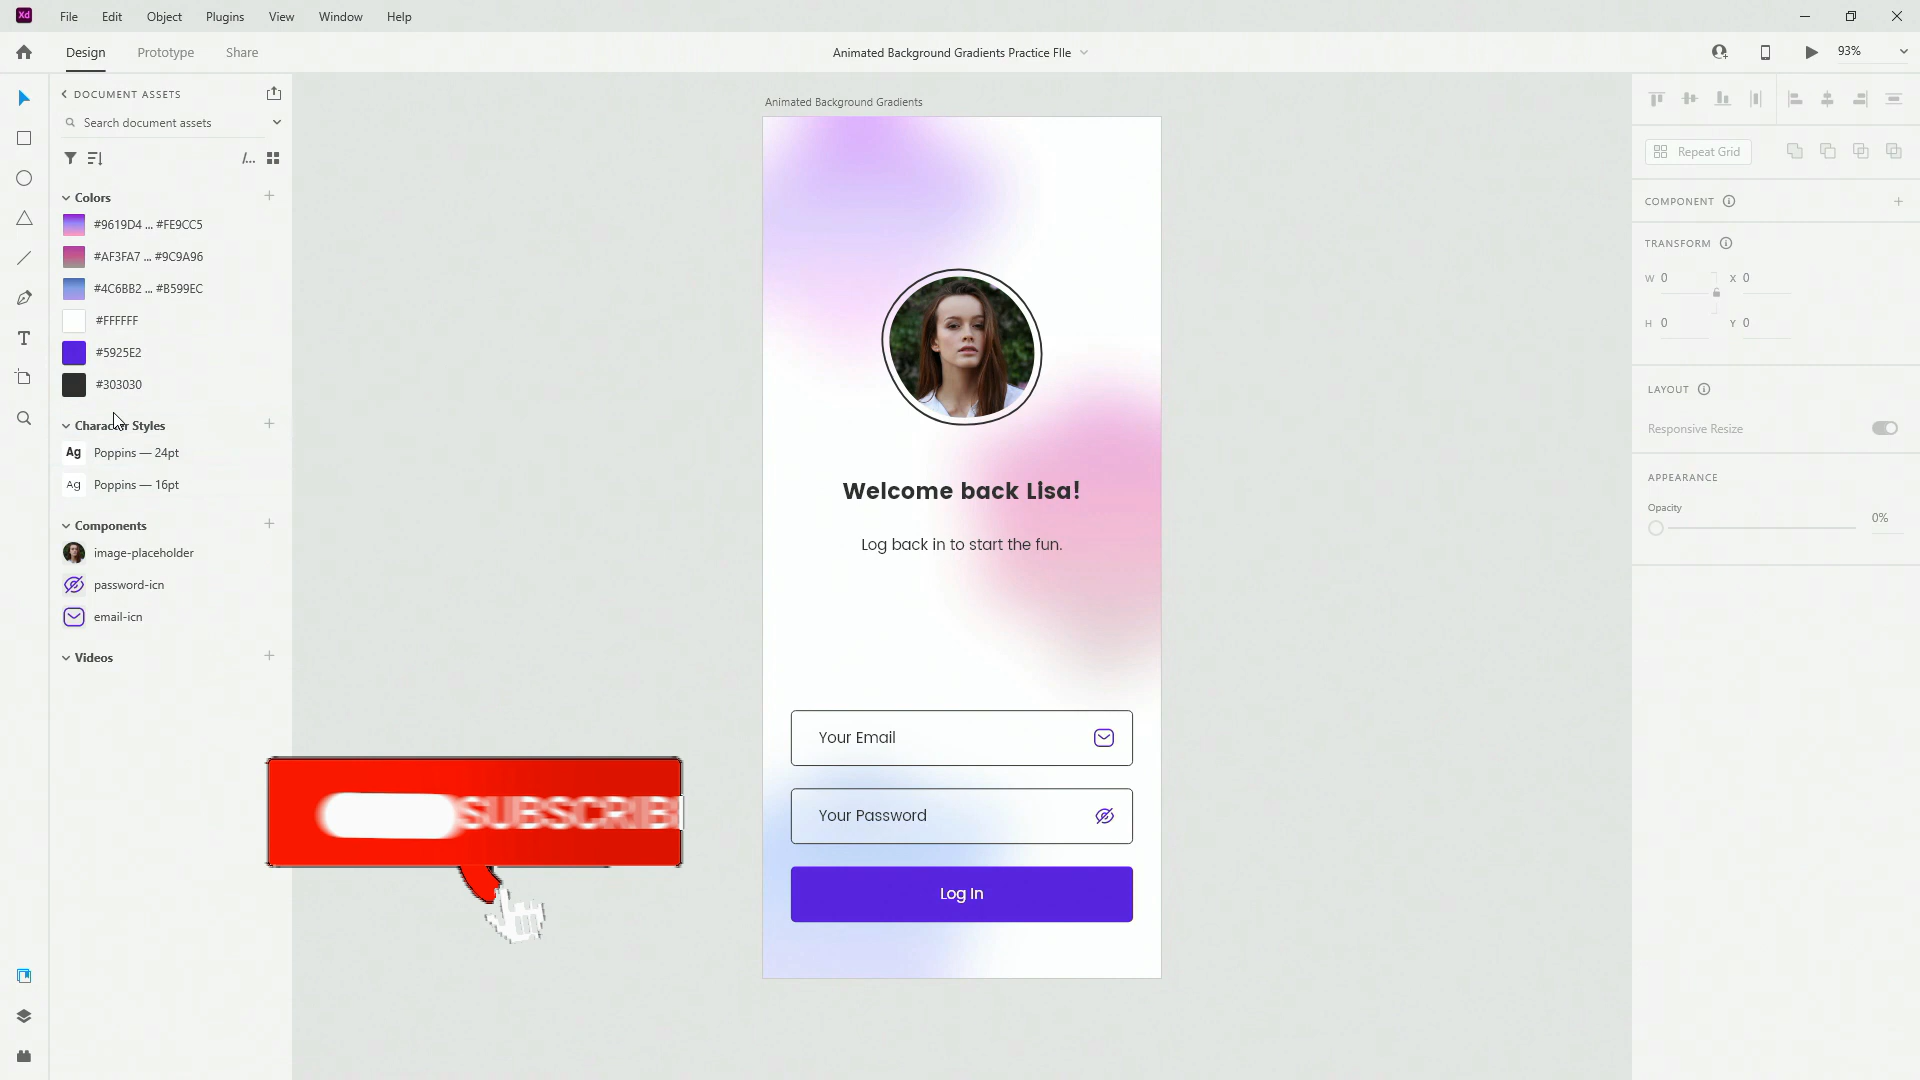 Xd File Edit Object Plugins View Window Help
Design Prototype Share Animated Background Gradients Practice FIle 93%
DOCUMENT ASSETS
Search document assets
/...
Colors
#9619D4 ... #FE9CC5
#AF3FA7 ... #9C9A96
#4C6BB2 ... #B599EC
#FFFFFF
#5925E2
#303030
Character Styles
Ag Poppins — 24pt
Ag Poppins — 16pt
Components
image-placeholder
password-icn
email-icn
Videos
Animated Background Gradients
Welcome back Lisa!
Log back in to start the fun.
Your Email
Your Password
Log In
SUBSCRIB
Repeat Grid
COMPONENT
TRANSFORM
W 0 X 0
H 0 Y 0
LAYOUT
Responsive Resize
APPEARANCE
Opacity
0%